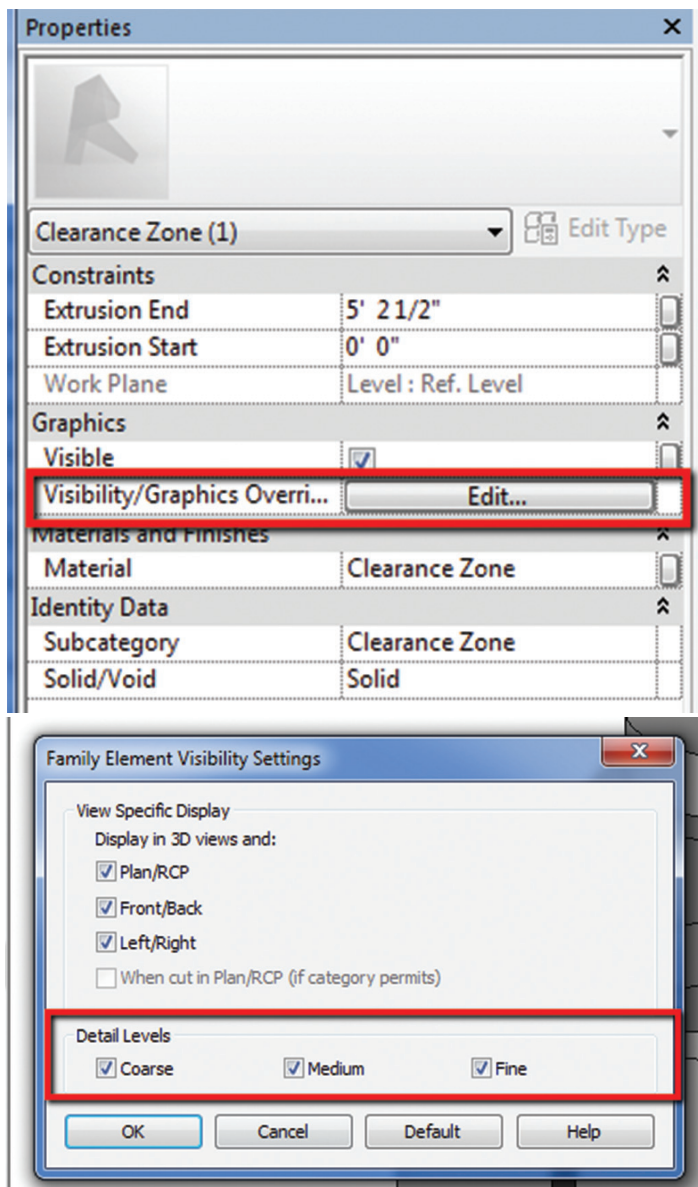 Properties
Clearance Zone (1) Edit Type
Constraints
Extrusion End 5' 2 1/2"
Extrusion Start 0' 0"
Work Plane Level : Ref. Level
Graphics
Visible
Visibility/Graphics Overri... Edit...
Materials and Finishes
Material Clearance Zone
Identity Data
Subcategory Clearance Zone
Solid/Void Solid
Family Element Visibility Settings
View Specific Display
Display in 3D views and:
Plan/RCP
Front/Back
Left/Right
When cut in Plan/RCP (if category permits)
Detail Levels
Coarse Medium Fine
OK Cancel Default Help